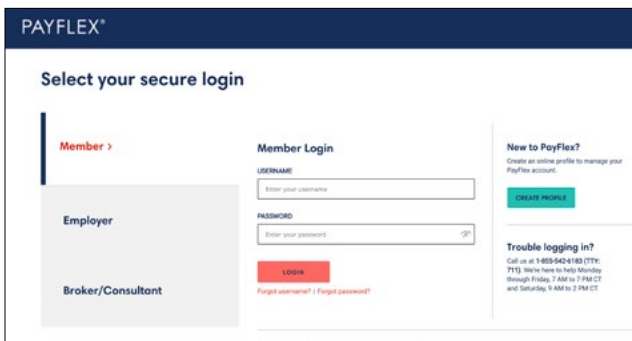 PAYFLEX®
Select your secure login
Member >
Employer
Broker/Consultant
Member Login
USERNAME
Enter your username
PASSWORD
Enter your password
LOGIN
Forgot username? | Forgot password?
New to PayFlex?
Create an online profile to manage your
PayFlex account.
CREATE PROFILE
Trouble logging in?
Call us at 1-855-542-6183 (TTY:
711). We're here to help Monday
through Friday, 7 AM to 7 PM CT
and Saturday, 9 AM to 2 PM CT